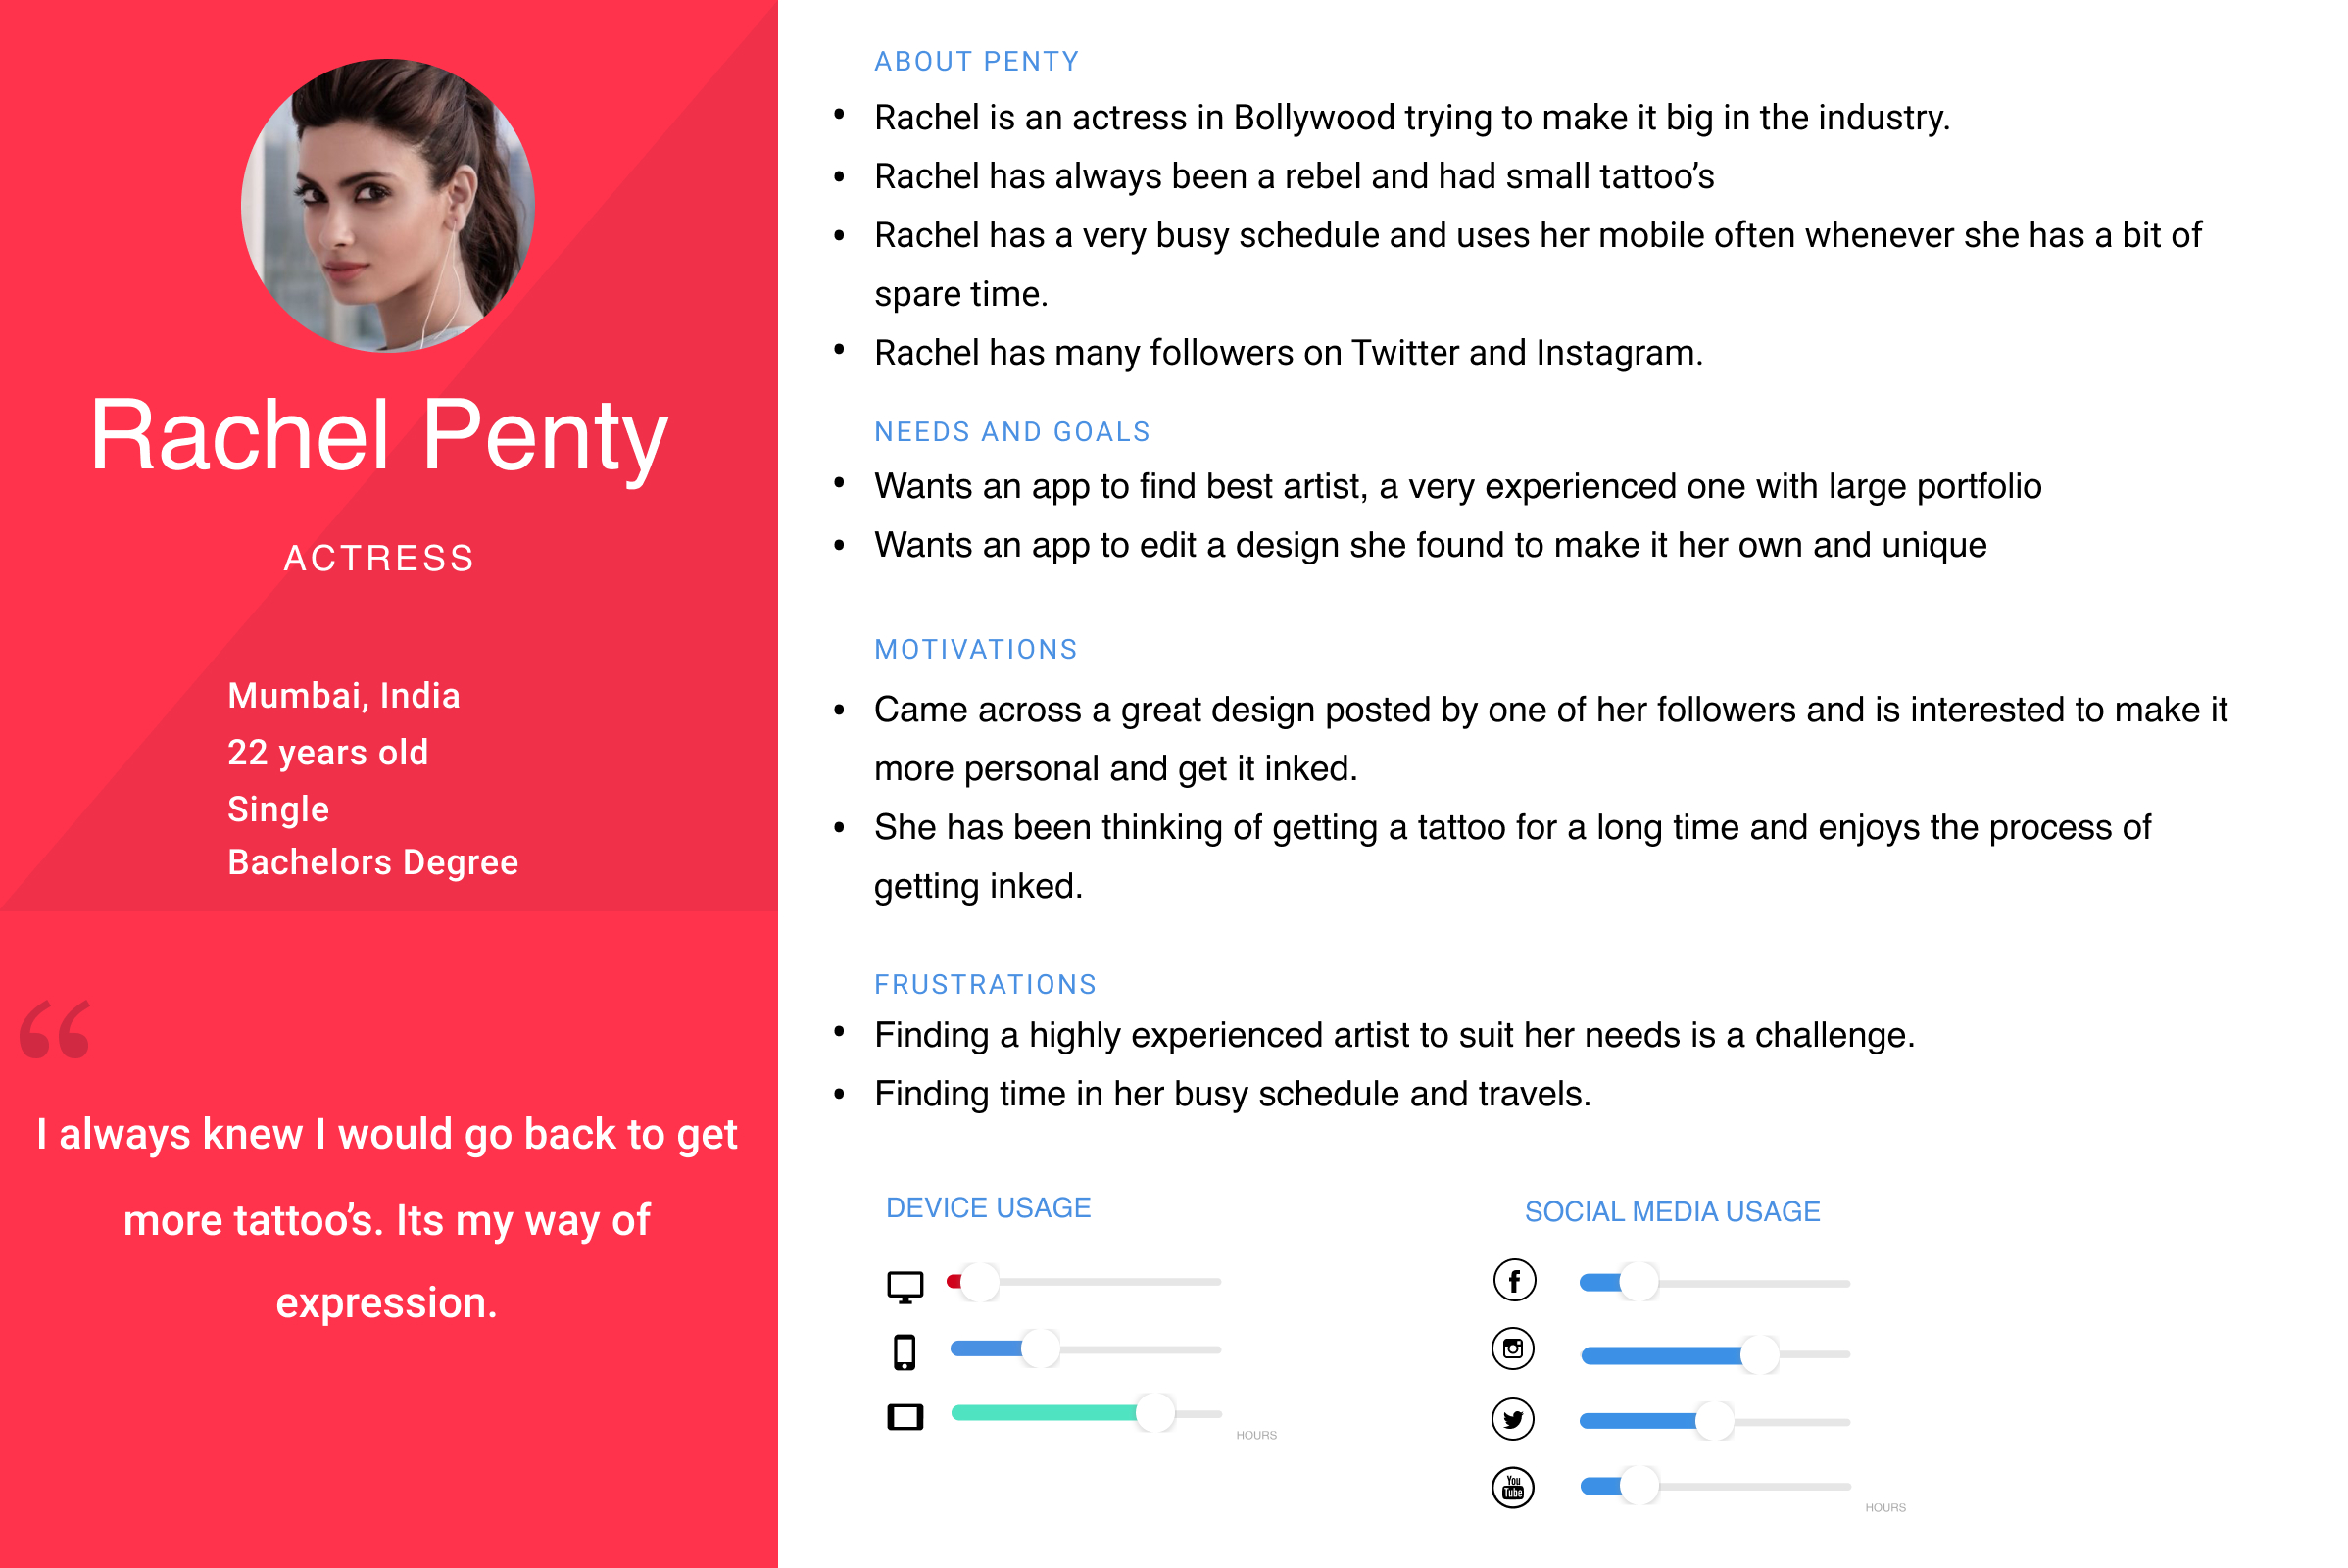 Rachel Penty
ACTRESS
Mumbai, India
22 years old
Single
Bachelors Degree
“
I always knew I would go back to get
more tattoo’s. Its my way of
expression.
ABOUT PENTY
• Rachel is an actress in Bollywood trying to make it big in the industry.
• Rachel has always been a rebel and had small tattoo’s
• Rachel has a very busy schedule and uses her mobile often whenever she has a bit of
spare time.
• Rachel has many followers on Twitter and Instagram.
NEEDS AND GOALS
• Wants an app to find best artist, a very experienced one with large portfolio
• Wants an app to edit a design she found to make it her own and unique
MOTIVATIONS
• Came across a great design posted by one of her followers and is interested to make it
more personal and get it inked.
• She has been thinking of getting a tattoo for a long time and enjoys the process of
getting inked.
FRUSTRATIONS
• Finding a highly experienced artist to suit her needs is a challenge.
• Finding time in her busy schedule and travels.
DEVICE USAGE
HOURS
SOCIAL MEDIA USAGE
f
You
Tube
HOURS